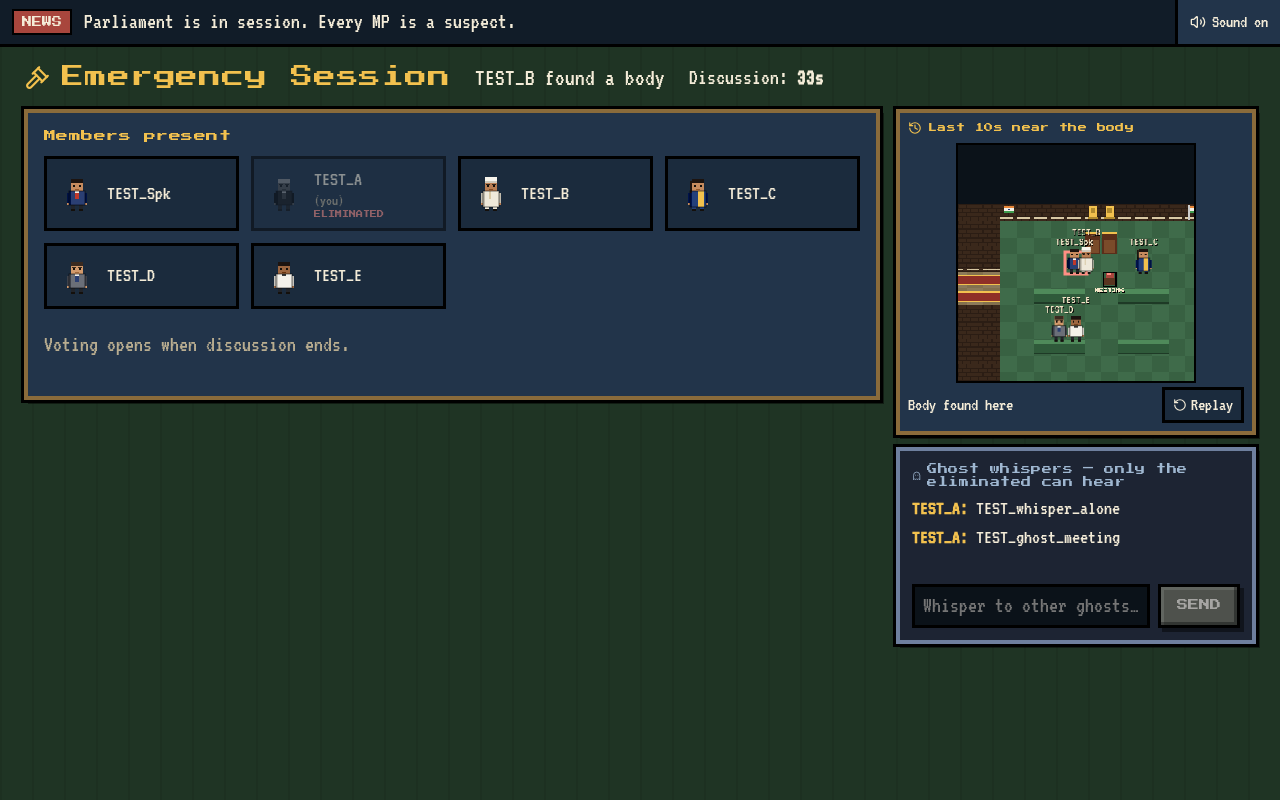 NEWS Parliament is in session. Every MP is a suspect. Sound on
Emergency Session TEST_B found a body Discussion: 33s
Members present
TEST_Spk
TEST_A
(you)
ELIMINATED
TEST_B
TEST_C
TEST_D
TEST_E
Voting opens when discussion ends.
Last 10s near the body
TEST_Spk
TEST_C
TEST_E
TEST_D
Body found here
Replay
Ghost whispers — only the
eliminated can hear
TEST_A: TEST_whisper_alone
TEST_A: TEST_ghost_meeting
Whisper to other ghosts…
SEND